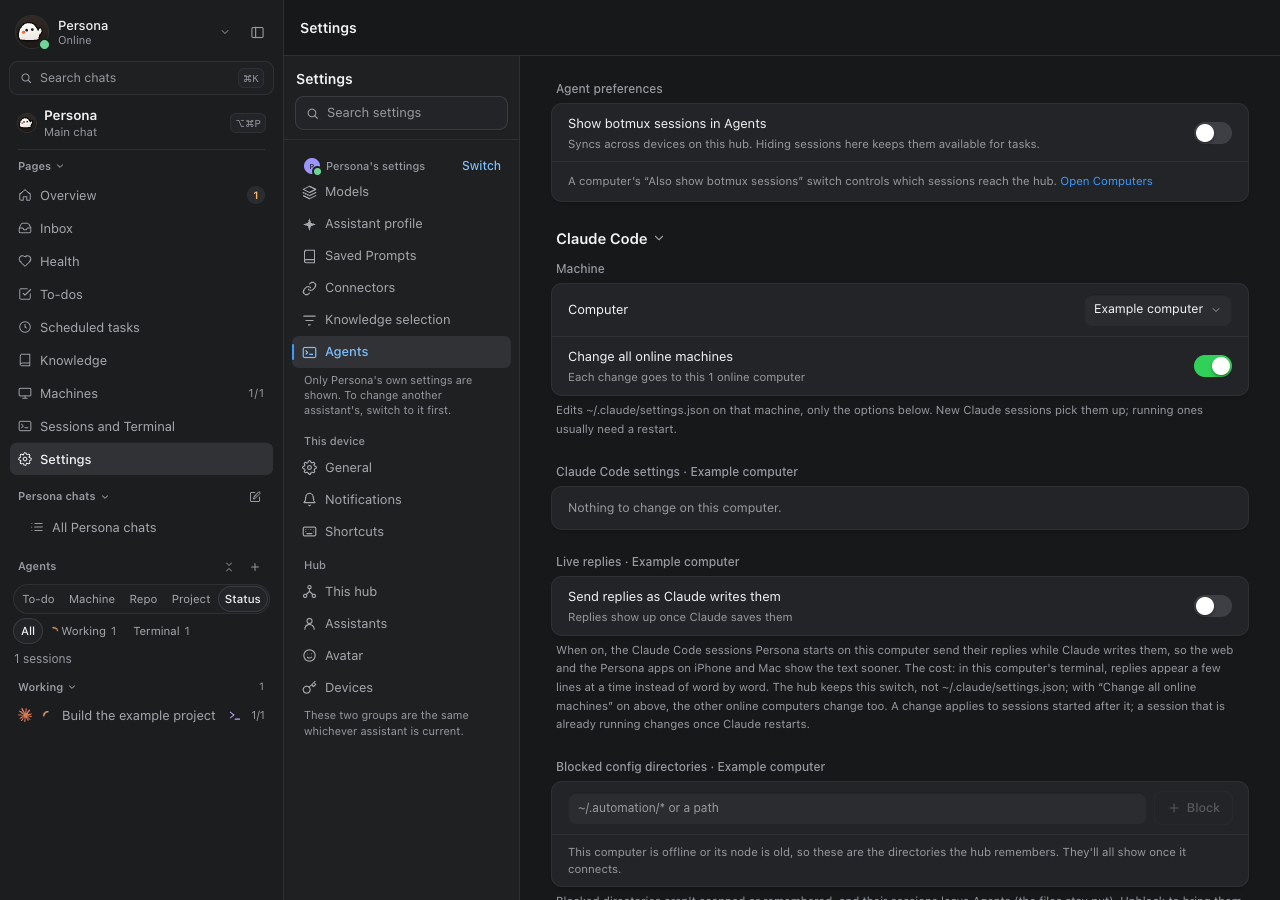 Persona
Online
Search chats
⌘K
Persona
Main chat
⌥⌘P
Pages
Overview
1
Inbox
Health
To-dos
Scheduled tasks
Knowledge
Machines
1/1
Sessions and Terminal
Settings
Persona chats
All Persona chats
Agents
To-do
Machine
Repo
Project
Status
All
Working 1
Terminal 1
1 sessions
Working
1
Build the example project
1/1
Settings
Settings
Search settings
P
Persona's settings
Switch
Models
Assistant profile
Saved Prompts
Connectors
Knowledge selection
Agents
Only Persona's own settings are
shown. To change another
assistant's, switch to it first.
This device
General
Notifications
Shortcuts
Hub
This hub
Assistants
Avatar
Devices
These two groups are the same
whichever assistant is current.
Agent preferences
Show botmux sessions in Agents
Syncs across devices on this hub. Hiding sessions here keeps them available for tasks.
A computer's “Also show botmux sessions” switch controls which sessions reach the hub. Open Computers
Claude Code
Machine
Computer
Example computer
Change all online machines
Each change goes to this 1 online computer
Edits ~/.claude/settings.json on that machine, only the options below. New Claude sessions pick them up; running ones
usually need a restart.
Claude Code settings · Example computer
Nothing to change on this computer.
Live replies · Example computer
Send replies as Claude writes them
Replies show up once Claude saves them
When on, the Claude Code sessions Persona starts on this computer send their replies while Claude writes them, so the web
and the Persona apps on iPhone and Mac show the text sooner. The cost: in this computer's terminal, replies appear a few
lines at a time instead of word by word. The hub keeps this switch, not ~/.claude/settings.json; with “Change all online
machines” on above, the other online computers change too. A change applies to sessions started after it; a session that is
already running changes once Claude restarts.
Blocked config directories · Example computer
~/.automation/* or a path
Block
This computer is offline or its node is old, so these are the directories the hub remembers. They'll all show once it
connects.